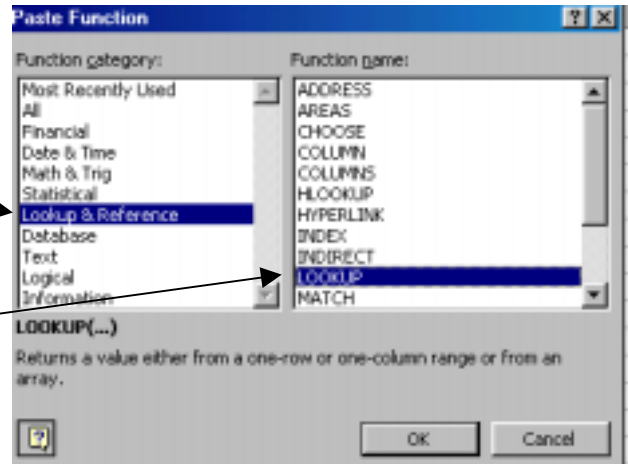 Paste Function
Function category:
Most Recently Used
All
Financial
Date & Time
Math & Trig
Statistical
Lookup & Reference
Database
Text
Logical
Information
Function name:
ADDRESS
AREAS
CHOOSE
COLUMN
COLUMNS
HLOOKUP
HYPERLINK
INDEX
INDIRECT
LOOKUP
MATCH
LOOKUP(...)
Returns a value either from a one-row or one-column range or from an
array.
OK
Cancel